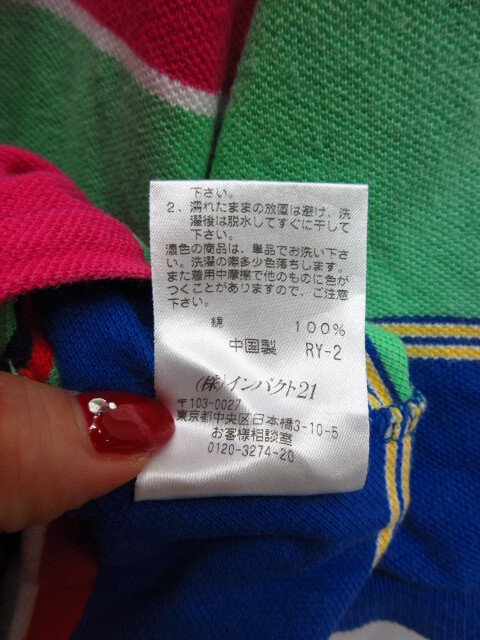 下さい。
2、濡れたままの放置は避け、洗
濯後は脱水してすぐに干して
下さい。
濃色の商品は、単品でお洗い下さ
い。洗濯の際多少色落ちします。
また着用中摩擦で他のものに色が
つくことがありますので、ご注意
下さい。
綿 100%
中国製 RY-2
(株)インパクト21
〒103-0027
東京都中央区日本橋3-10-5
お客様相談室
0120-3274-20